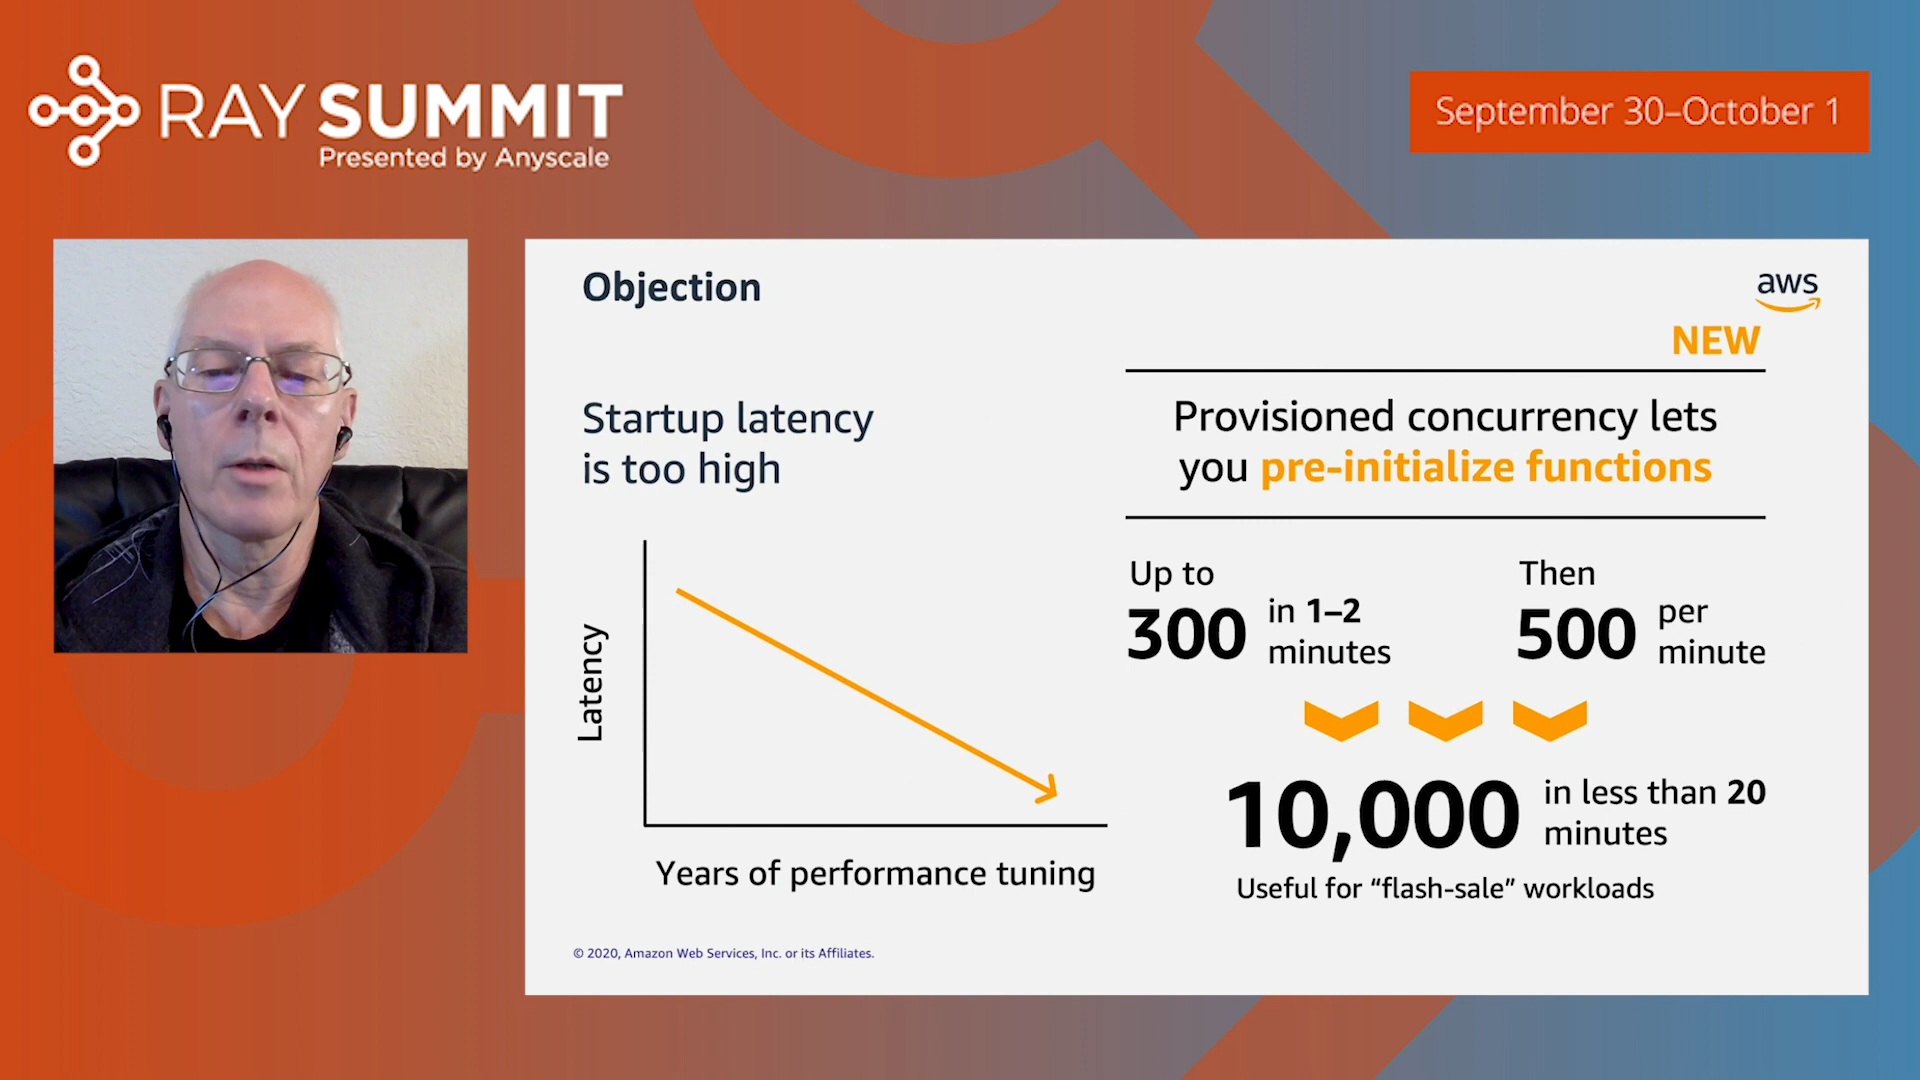 RAY SUMMIT
Presented by Anyscale
September 30–October 1
Objection
aws
NEW
Startup latency
is too high
Provisioned concurrency lets
you pre-initialize functions
Latency
Years of performance tuning
Up to
300 in 1–2
minutes
Then
500 per
minute
10,000 in less than 20
minutes
Useful for “flash-sale” workloads
© 2020, Amazon Web Services, Inc. or its Affiliates.